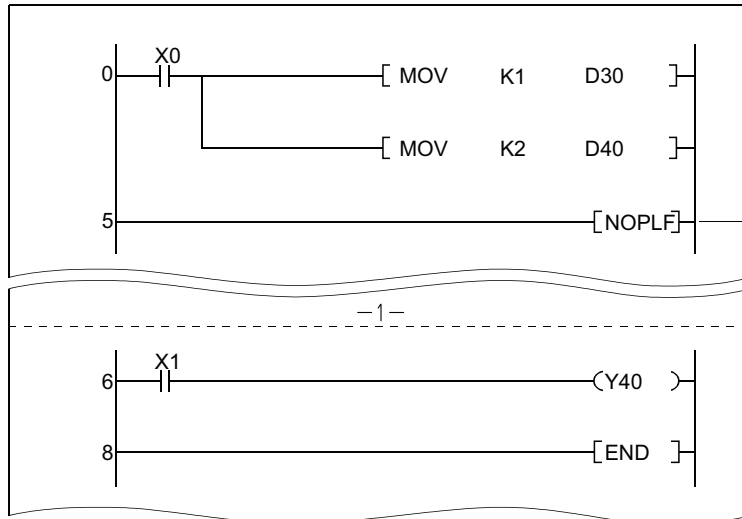 X0
0 MOV K1 D30
MOV K2 D40
5 NOPLF
—1—
X1
6 Y40
8 END